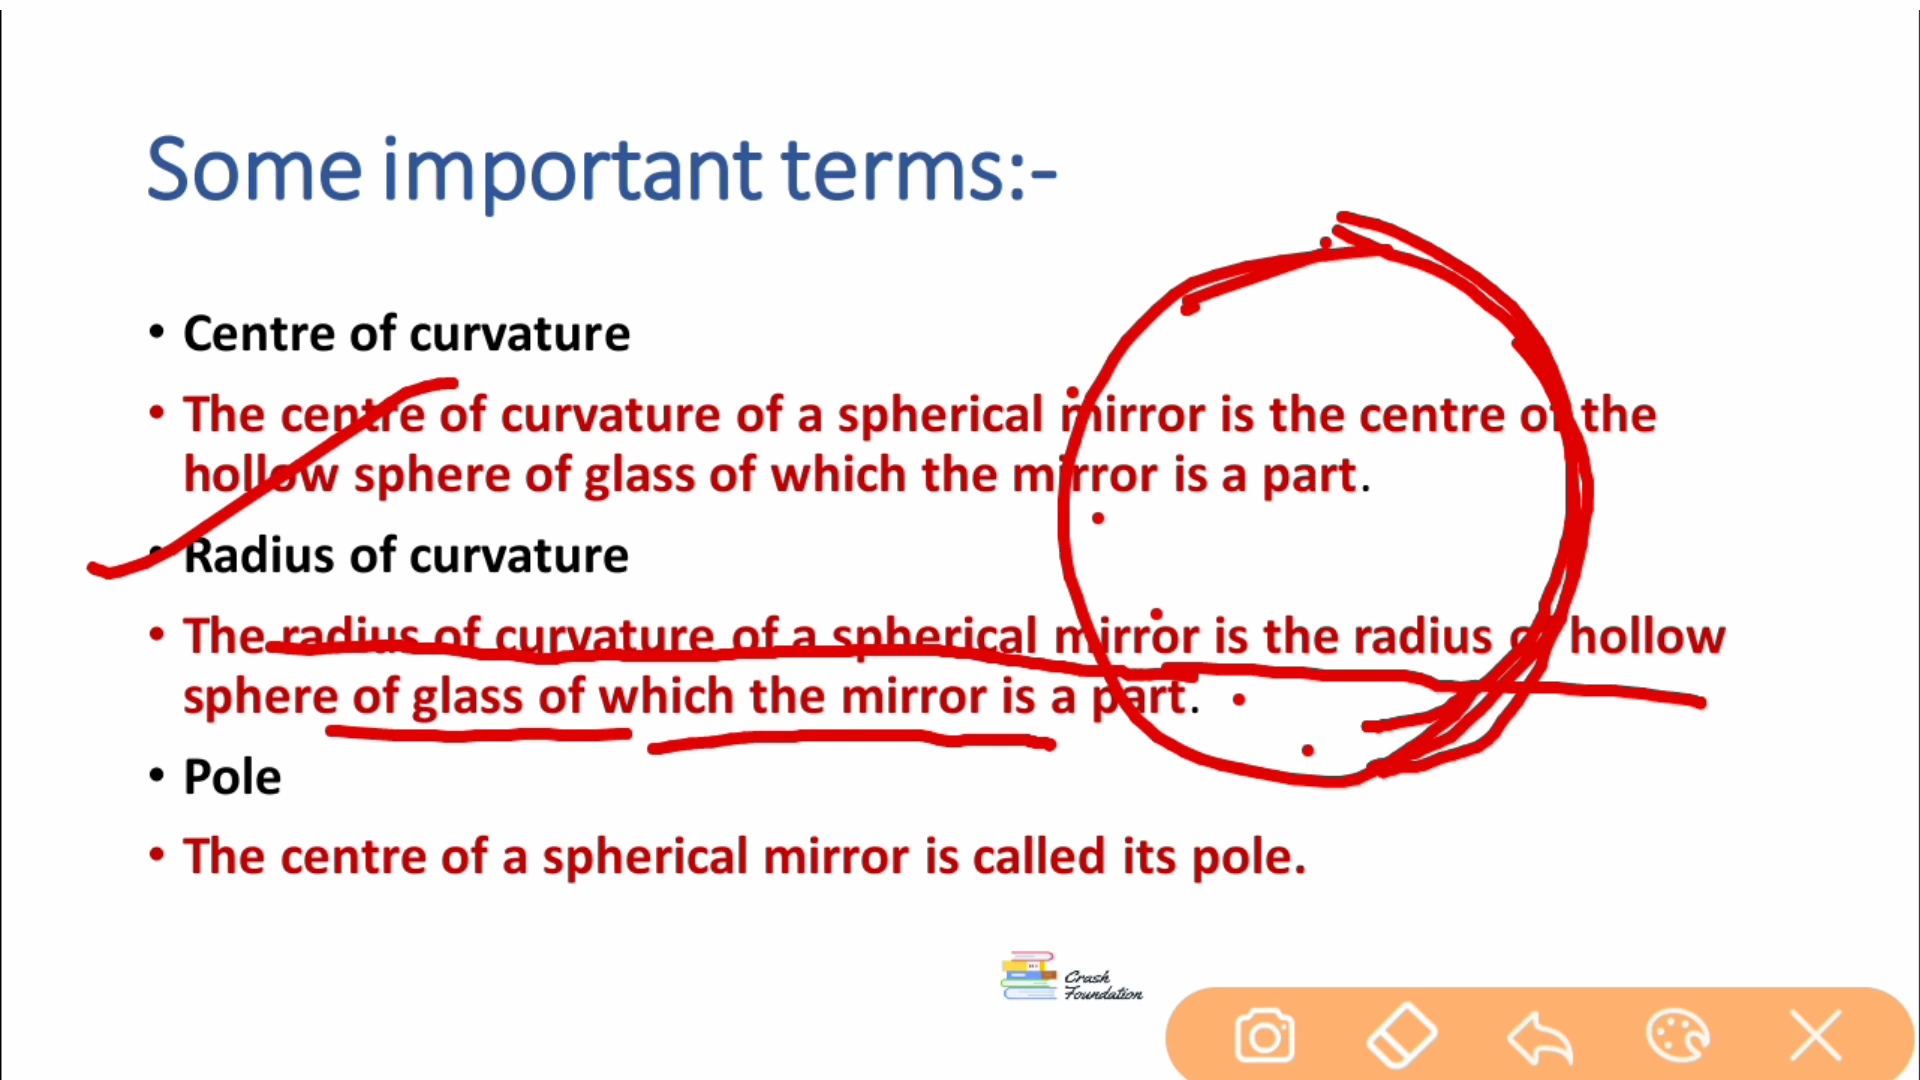 Some important terms:-
• Centre of curvature
• The centre of curvature of a spherical mirror is the centre of the
hollow sphere of glass of which the mirror is a part.
• Radius of curvature
• The radius of curvature of a spherical mirror is the radius of hollow
sphere of glass of which the mirror is a part.
• Pole
• The centre of a spherical mirror is called its pole.
Crash
Foundation